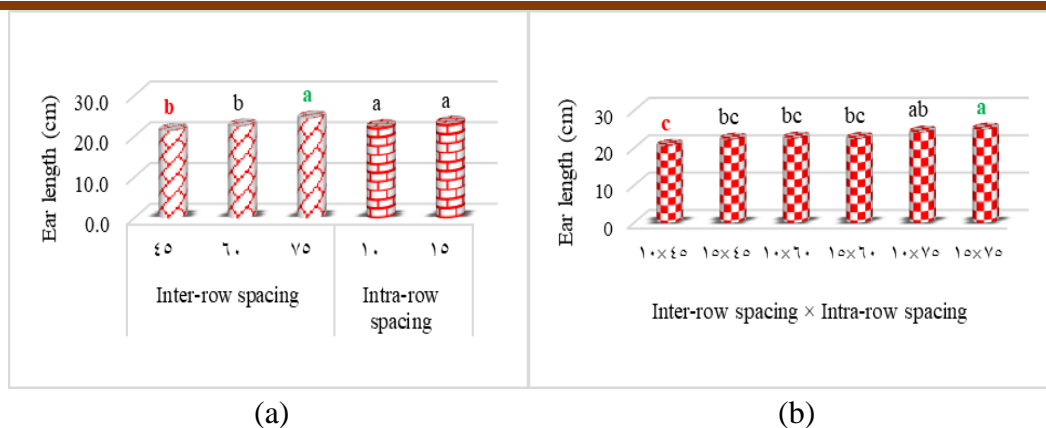 Ear length (cm)
30.0
20.0
10.0
0.0
b b a a a
٤٥ ٦٠ ٧٥ ١٠ ١٥
Inter-row spacing
Intra-row
spacing
(a)
Ear length (cm)
30
20
10
0
c bc bc bc ab a
١٠×٤٥ ١٥×٤٥ ١٠×٦٠ ١٥×٦٠ ١٠×٧٥ ١٥×٧٥
Inter-row spacing × Intra-row spacing
(b)